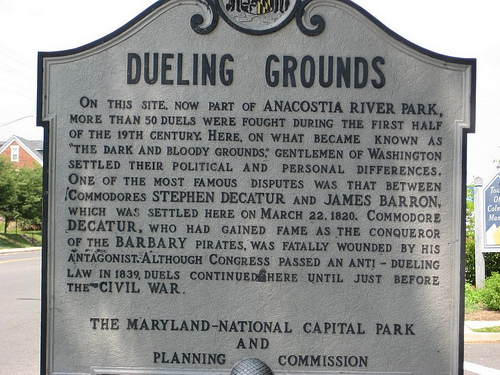 DUELING GROUNDS
ON THIS SITE, NOW PART OF ANACOSTIA RIVER PARK,
MORE THAN 50 DUELS WERE FOUGHT DURING THE FIRST HALF
OF THE 19TH CENTURY. HERE, ON WHAT BECAME KNOWN AS
"THE DARK AND BLOODY GROUNDS," GENTLEMEN OF WASHINGTON
SETTLED THEIR POLITICAL AND PERSONAL DIFFERENCES.
ONE OF THE MOST FAMOUS DISPUTES WAS THAT BETWEEN
COMMODORES STEPHEN DECATUR AND JAMES BARRON,
WHICH WAS SETTLED HERE ON MARCH 22, 1820. COMMODORE
DECATUR, WHO HAD GAINED FAME AS THE CONQUEROR
OF THE BARBARY PIRATES, WAS FATALLY WOUNDED BY HIS
ANTAGONIST. ALTHOUGH CONGRESS PASSED AN ANTI-DUELING
LAW IN 1839, DUELS CONTINUED HERE UNTIL JUST BEFORE
THE CIVIL WAR.
THE MARYLAND-NATIONAL CAPITAL PARK
AND
PLANNING COMMISSION